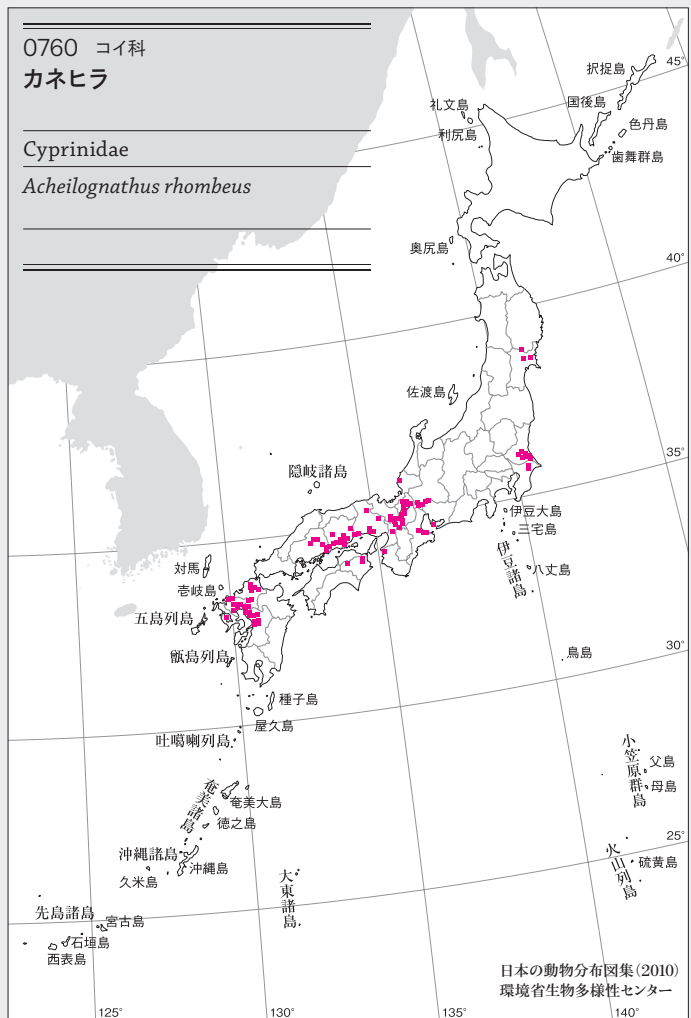 0760 コイ科
カネヒラ
Cyprinidae
Acheilognathus rhombeus
択捉島
45°
礼文島
国後島
色丹島
利尻島
歯舞群島
奥尻島
40°
佐渡島
35°
隠岐諸島
伊豆大島
三宅島
伊豆諸島
八丈島
対馬
壱岐島
五島列島
甑島列島
鳥島
30°
種子島
屋久島
吐噶喇列島
小笠原群島
父島
母島
奄美諸島
奄美大島
徳之島
25°
沖縄諸島
沖縄島
久米島
大東諸島
火山列島
硫黄島
先島諸島
宮古島
石垣島
西表島
日本の動物分布図集(2010)
環境省生物多様性センター
125°
130°
135°
140°